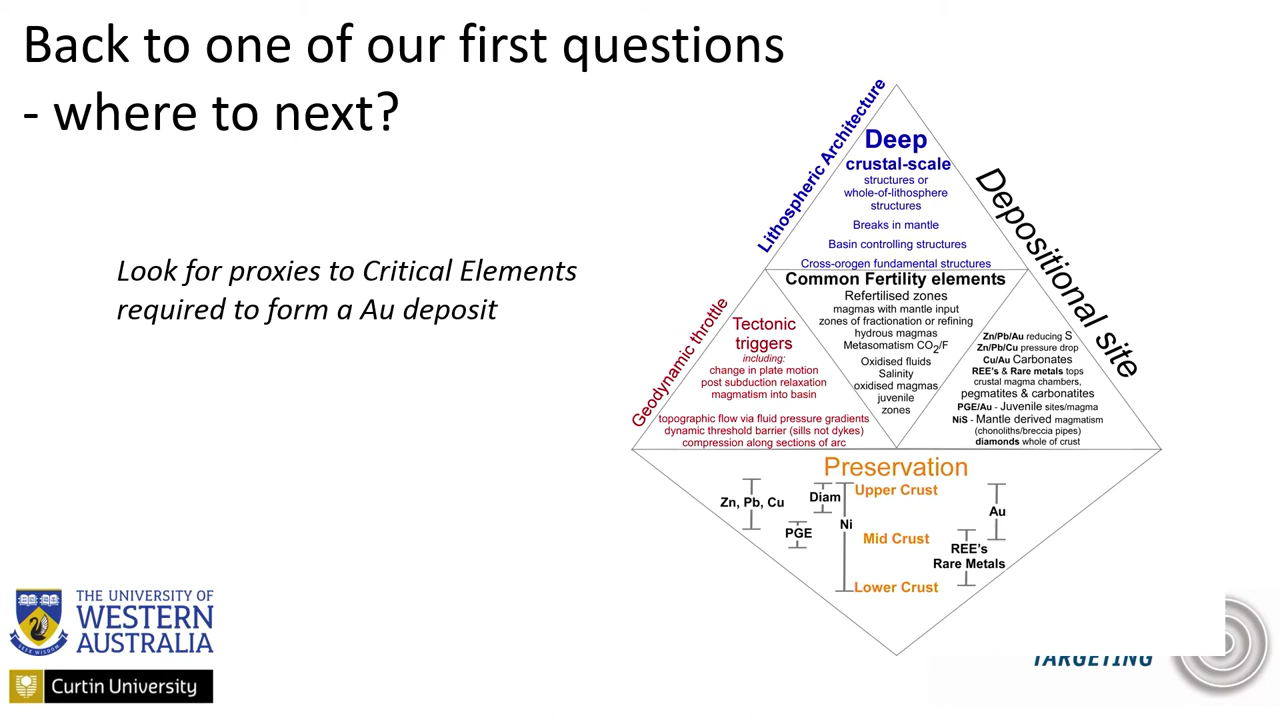 Back to one of our first questions
- where to next?
Look for proxies to Critical Elements
required to form a Au deposit
Lithospheric Architecture
Deep
crustal-scale
structures or
whole-of-lithosphere
structures
Breaks in mantle
Basin controlling structures
Cross-orogen fundamental structures
Depositional site
Geodynamic throttle
Tectonic
triggers
including:
change in plate motion
post subduction relaxation
magmatism into basin
topographic flow via fluid pressure gradients
dynamic threshold barrier (sills not dykes)
compression along sections of arc
Common Fertility elements
Refertilised zones
magmas with mantle input
zones of fractionation or refining
hydrous magmas
Metasomatism CO2/F
Oxidised fluids
Salinity
oxidised magmas
juvenile
zones
Zn/Pb/Au reducing S
Zn/Pb/Cu pressure drop
Cu/Au Carbonates
REE's & Rare metals tops
crustal magma chambers,
pegmatites & carbonatites
PGE/Au - Juvenile sites/magma
NiS - Mantle derived magmatism
(chonoliths/breccia pipes)
diamonds whole of crust
Preservation
Upper Crust
Mid Crust
Lower Crust
Zn, Pb, Cu
Diam
PGE
Ni
Au
REE's
Rare Metals
THE UNIVERSITY OF
WESTERN
AUSTRALIA
SEEK WISDOM
Curtin University
TARGETING